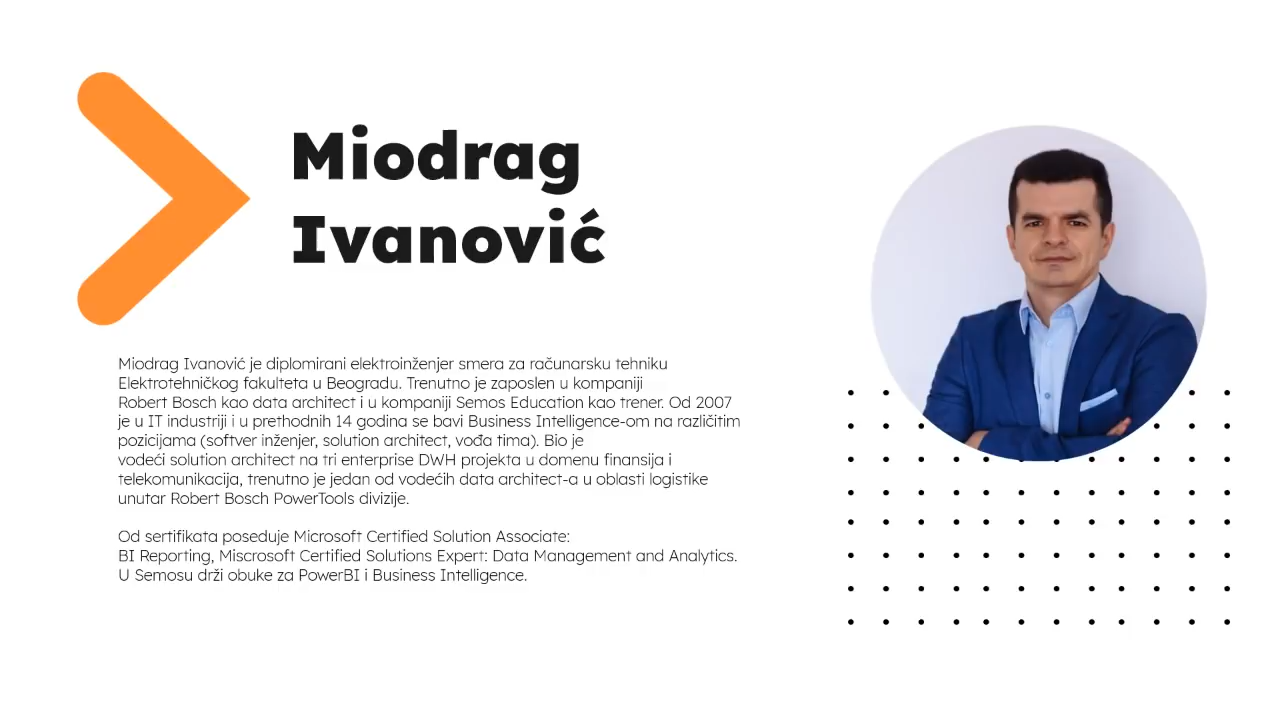 Miodrag
Ivanović
Miodrag Ivanović je diplomirani elektroinženjer smera za računarsku tehniku
Elektrotehničkog fakulteta u Beogradu. Trenutno je zaposlen u kompaniji
Robert Bosch kao data architect i u kompaniji Semos Education kao trener. Od 2007
je u IT industriji i u prethodnih 14 godina se bavi Business Intelligence-om na različitim
pozicijama (softver inženjer, solution architect, vođa tima). Bio je
vodeći solution architect na tri enterprise DWH projekta u domenu finansija i
telekomunikacija, trenutno je jedan od vodećih data architect-a u oblasti logistike
unutar Robert Bosch PowerTools divizije.
Od sertifikata poseduje Microsoft Certified Solution Associate:
BI Reporting, Miscrosoft Certified Solutions Expert: Data Management and Analytics.
U Semosu drži obuke za PowerBI i Business Intelligence.